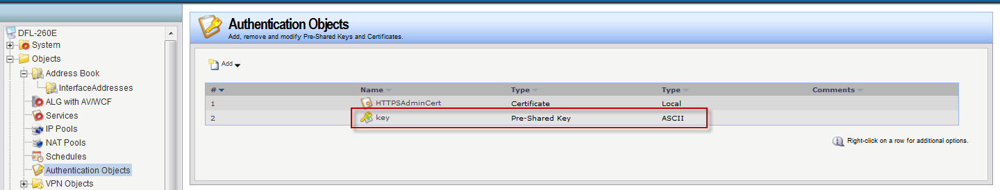 DFL-260E
System
Objects
Address Book
InterfaceAddresses
ALG with AV/WCF
Services
IP Pools
NAT Pools
Schedules
Authentication Objects
VPN Objects
Authentication Objects
Add, remove and modify Pre-Shared Keys and Certificates.
Add
# Name Type Type Comments
1 HTTPSAdminCert Certificate Local
2 key Pre-Shared Key ASCII
Right-click on a row for additional options.